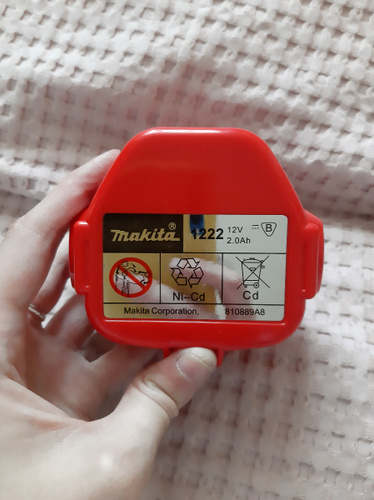 Makita® 1222 12V 2.0Ah B
Ni-Cd Cd
Makita Corporation, 810889A8